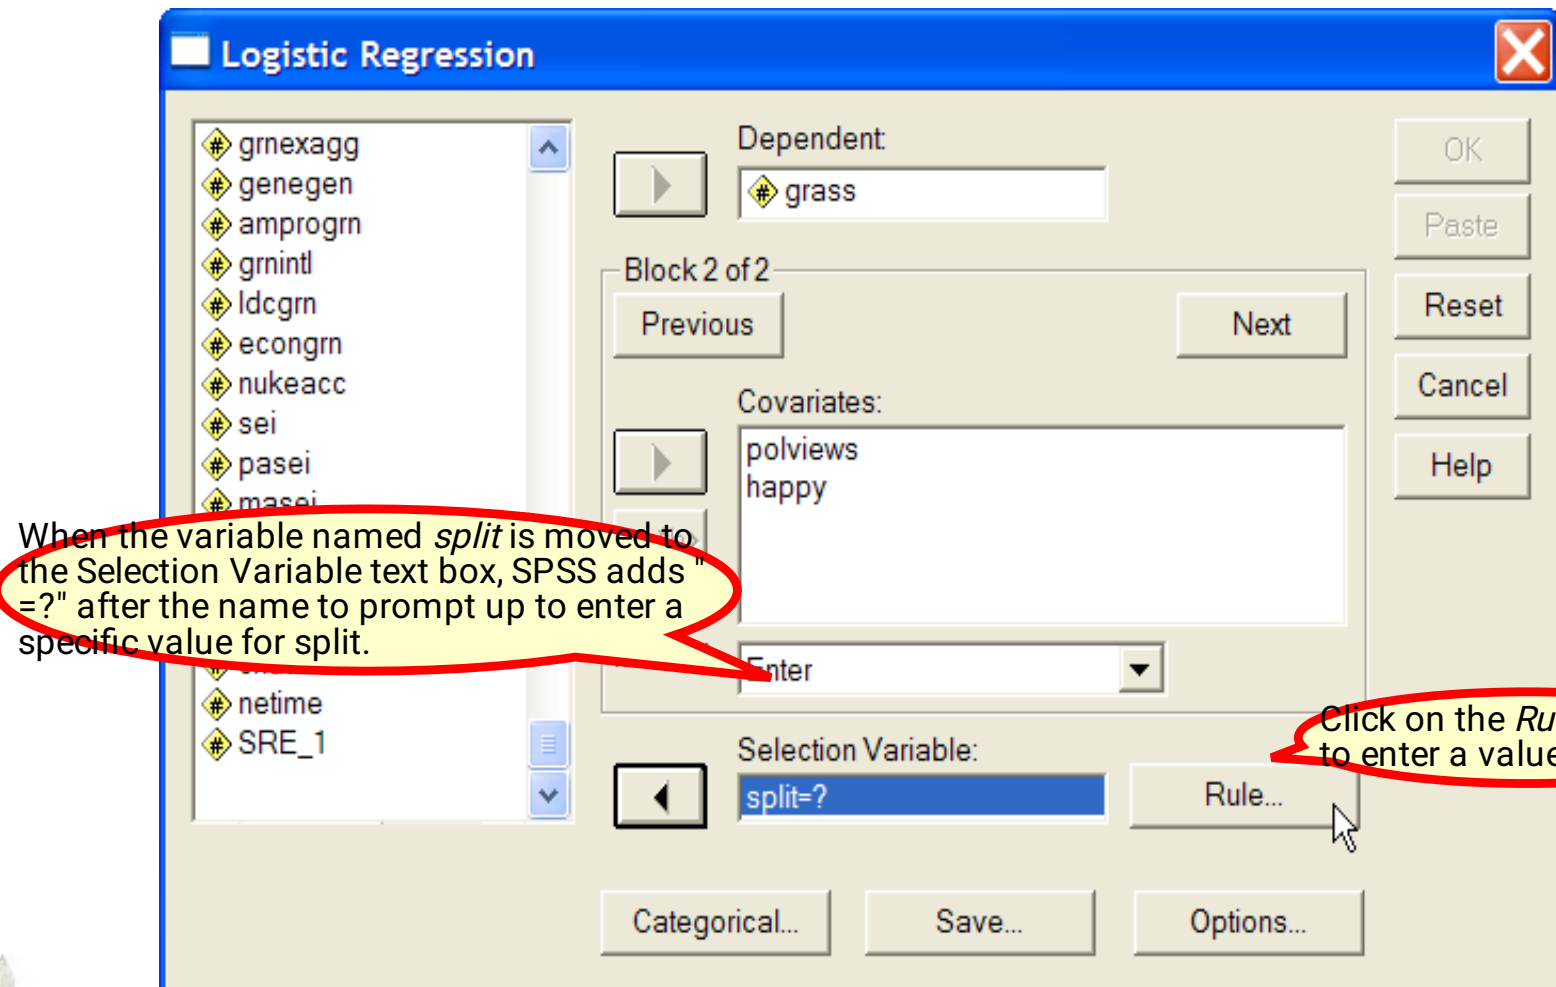 Logistic Regression
grnexagg
genegen
amprogrn
grnintl
ldcgrn
econgrn
nukeacc
sei
pasei
masei
netime
SRE_1
Dependent:
grass
Block 2 of 2
Previous
Next
Covariates:
polviews
happy
Enter
Selection Variable:
split=?
Rule...
Categorical...
Save...
Options...
OK
Paste
Reset
Cancel
Help
When the variable named split is moved to
the Selection Variable text box, SPSS adds "
=?" after the name to prompt up to enter a
specific value for split.
Click on the Ru
to enter a value